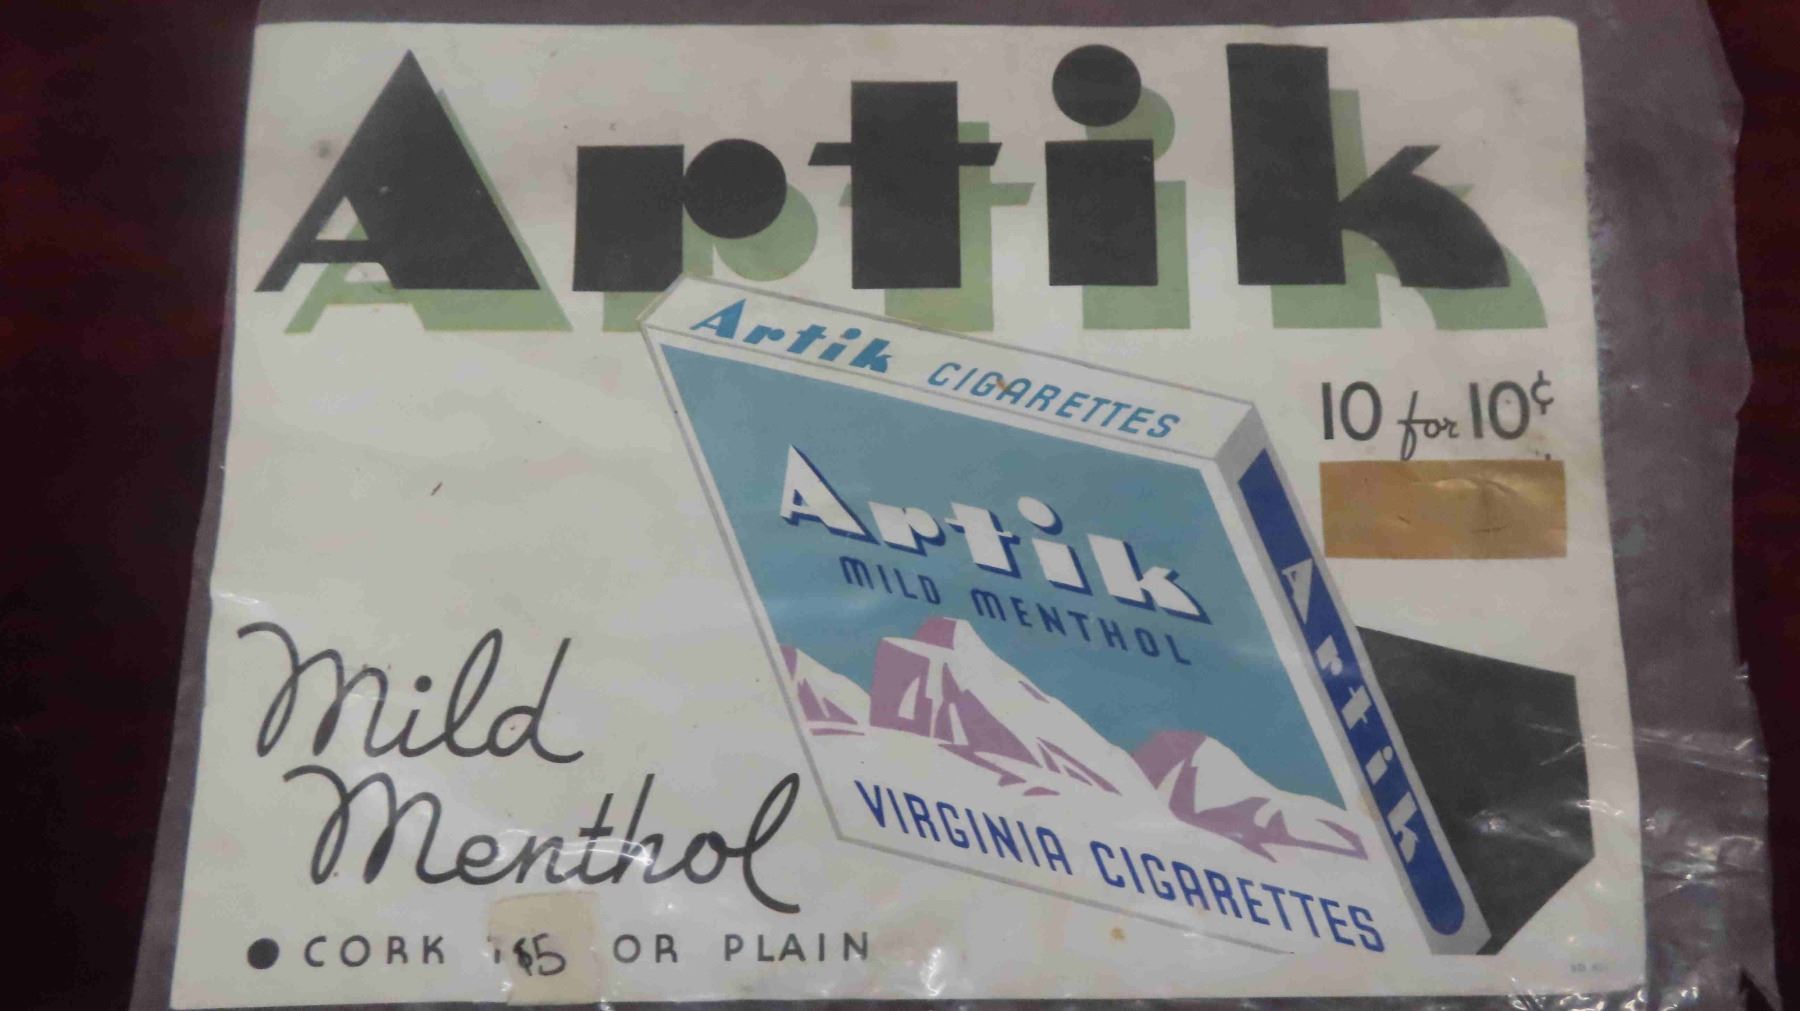 Artik
10 for 10¢
Artik CIGARETTES
Artik
MILD MENTHOL
Artik
VIRGINIA CIGARETTES
Mild
Menthol
● CORK $5 OR PLAIN